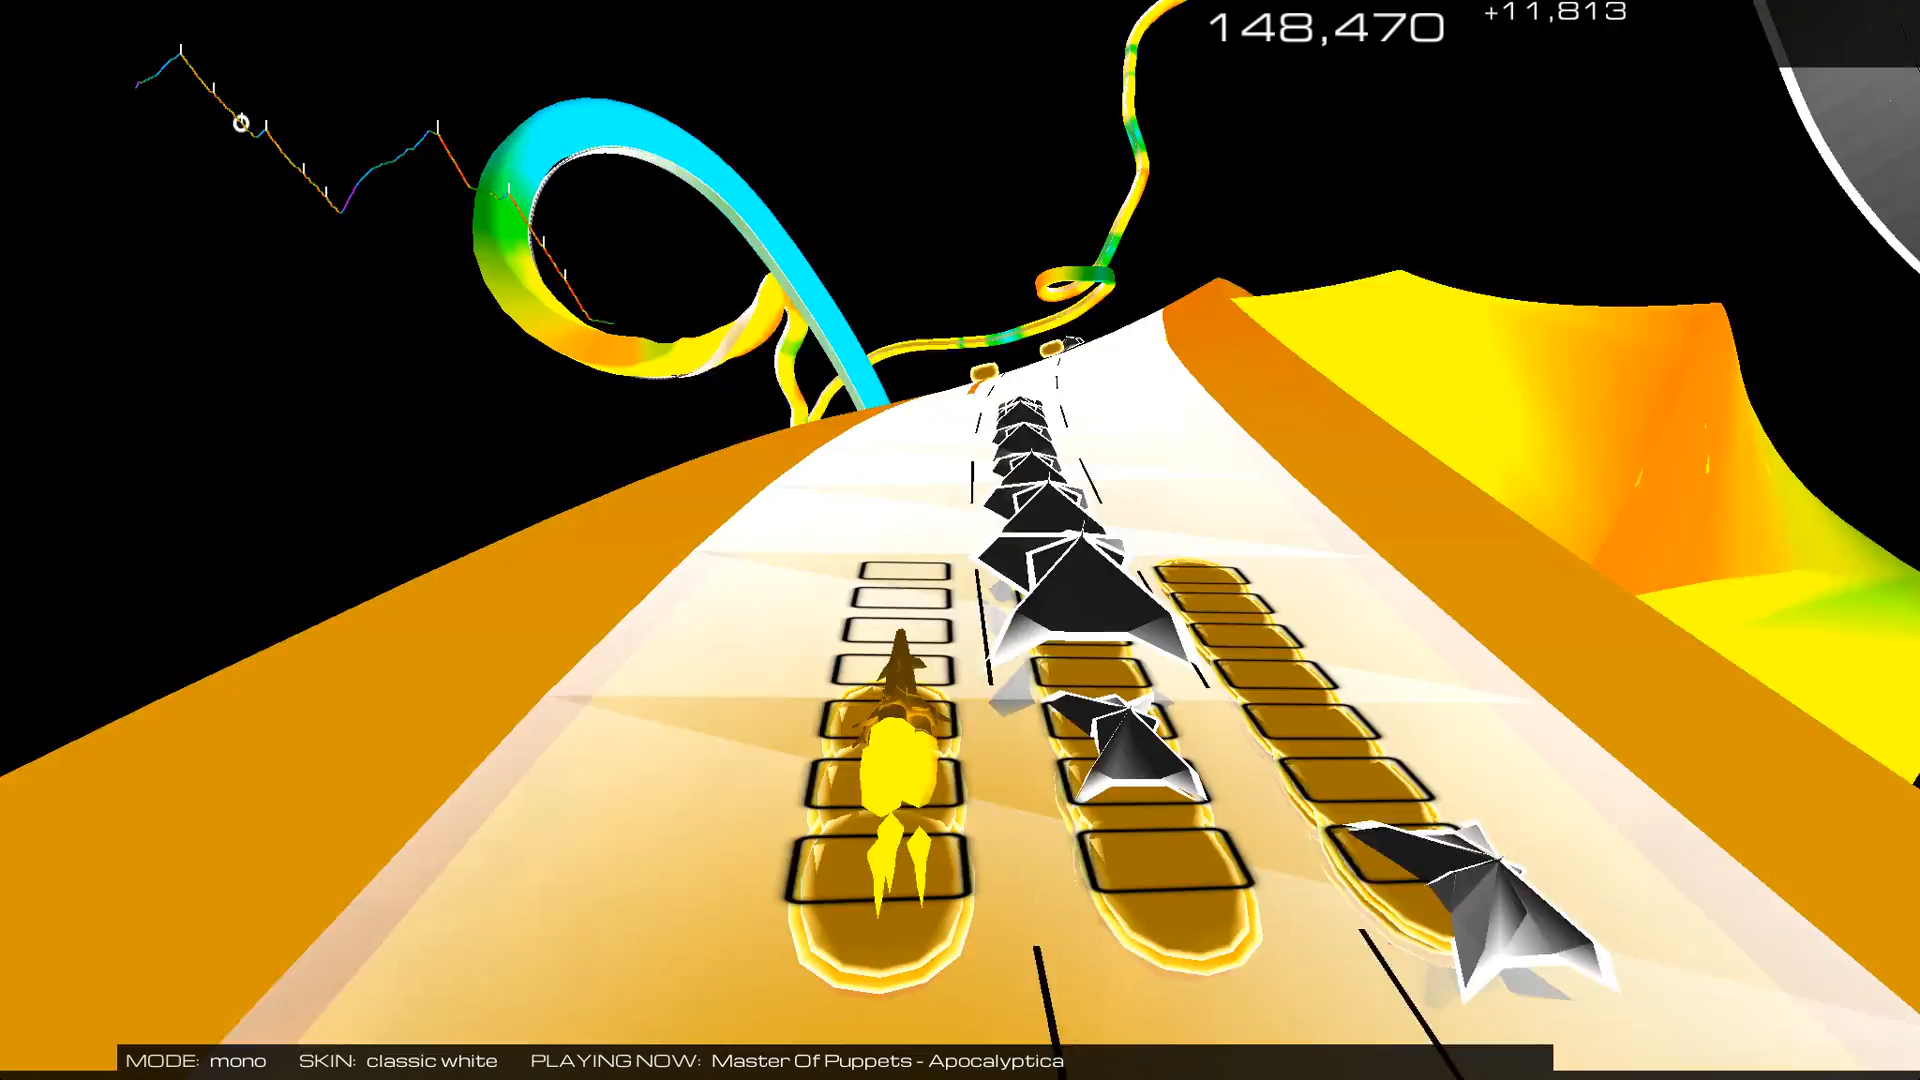 148,470 +11,813
MODE: mono SKIN: classic white PLAYING NOW: Master Of Puppets - Apocalyptica